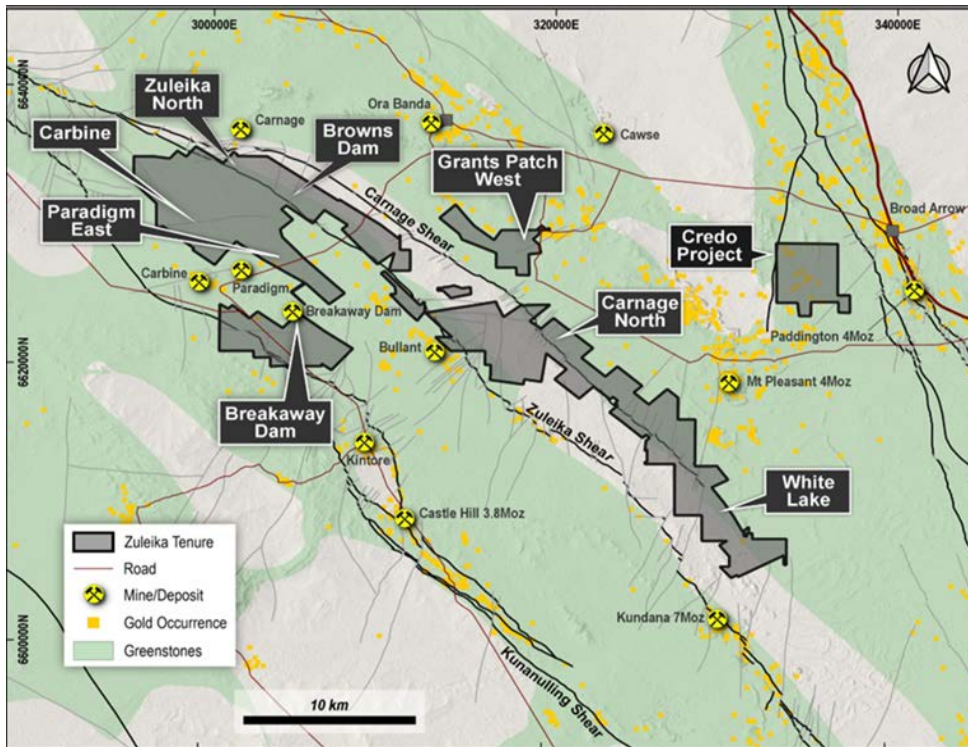 300000E
320000E
340000E
6640000N
6620000N
6600000N
Zuleika
North
Carbine
Browns
Dam
Paradigm
East
Carnage
Ora Banda
Cawse
Grants Patch
West
Carnage Shear
Broad Arrow
Credo
Project
Carbine
Paradigm
Breakaway Dam
Carnage
North
Paddington 4Moz
Bullant
Mt Pleasant 4Moz
Breakaway
Dam
Zuleika Shear
Kintore
White
Lake
Castle Hill 3.8Moz
Zuleika Tenure
Road
Mine/Deposit
Gold Occurrence
Greenstones
Kundana 7Moz
Kunanulling Shear
10 km